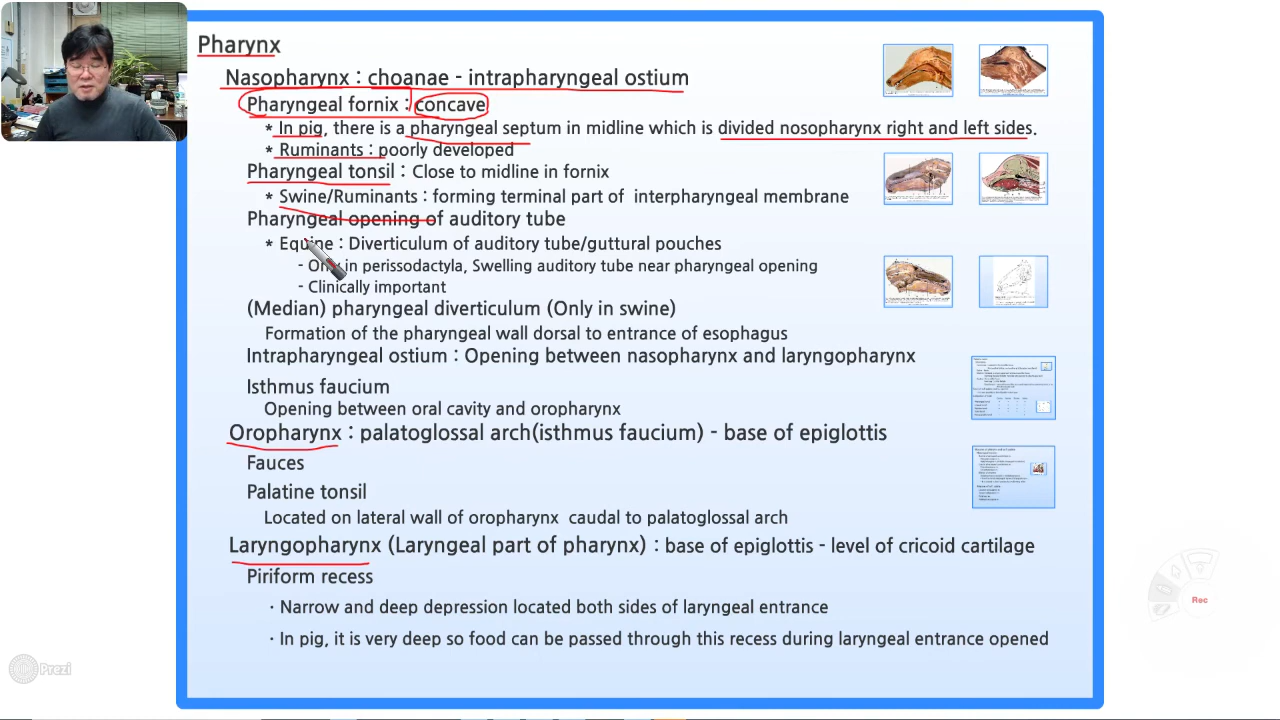 Pharynx
Nasopharynx : choanae - intrapharyngeal ostium
Pharyngeal fornix : concave
* In pig, there is a pharyngeal septum in midline which is divided nosopharynx right and left sides.
* Ruminants : poorly developed
Pharyngeal tonsil : Close to midline in fornix
* Swine/Ruminants : forming terminal part of interpharyngeal membrane
Pharyngeal opening of auditory tube
* Equine : Diverticulum of auditory tube/guttural pouches
- Only in perissodactyla, Swelling auditory tube near pharyngeal opening
- Clinically important
(Median) pharyngeal diverticulum (Only in swine)
Formation of the pharyngeal wall dorsal to entrance of esophagus
Intrapharyngeal ostium : Opening between nasopharynx and laryngopharynx
Isthmus faucium
Opening between oral cavity and oropharynx
Oropharynx : palatoglossal arch(isthmus faucium) - base of epiglottis
Fauces
Palatine tonsil
Located on lateral wall of oropharynx caudal to palatoglossal arch
Laryngopharynx (Laryngeal part of pharynx) : base of epiglottis - level of cricoid cartilage
Piriform recess
· Narrow and deep depression located both sides of laryngeal entrance
· In pig, it is very deep so food can be passed through this recess during laryngeal entrance opened
Rec
Prezi